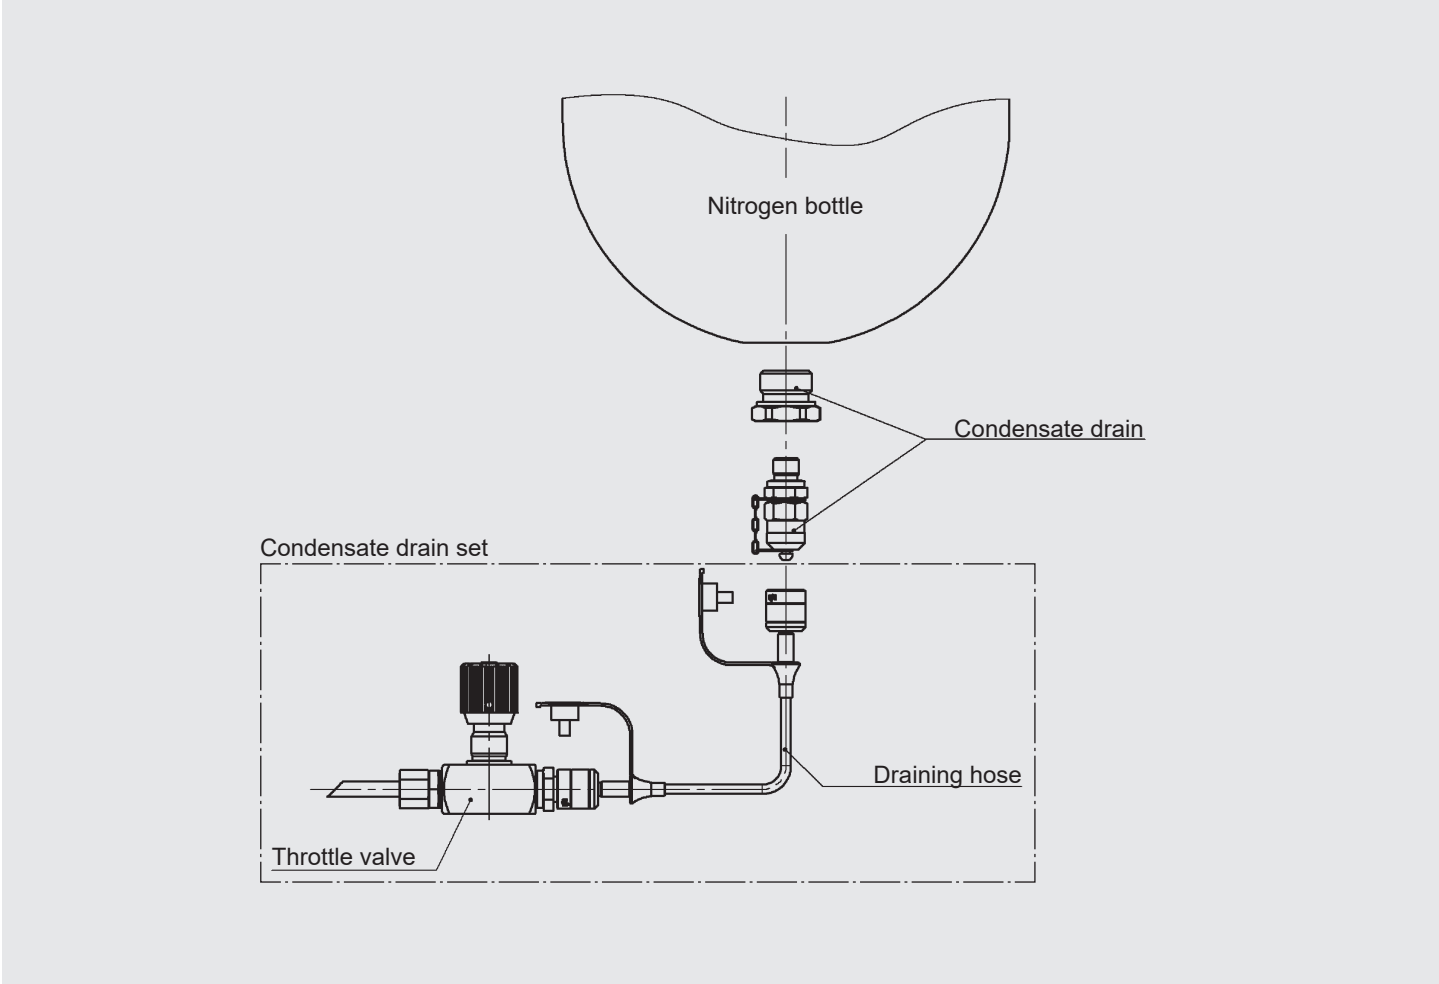 Nitrogen bottle
Condensate drain
Condensate drain set
Draining hose
Throttle valve